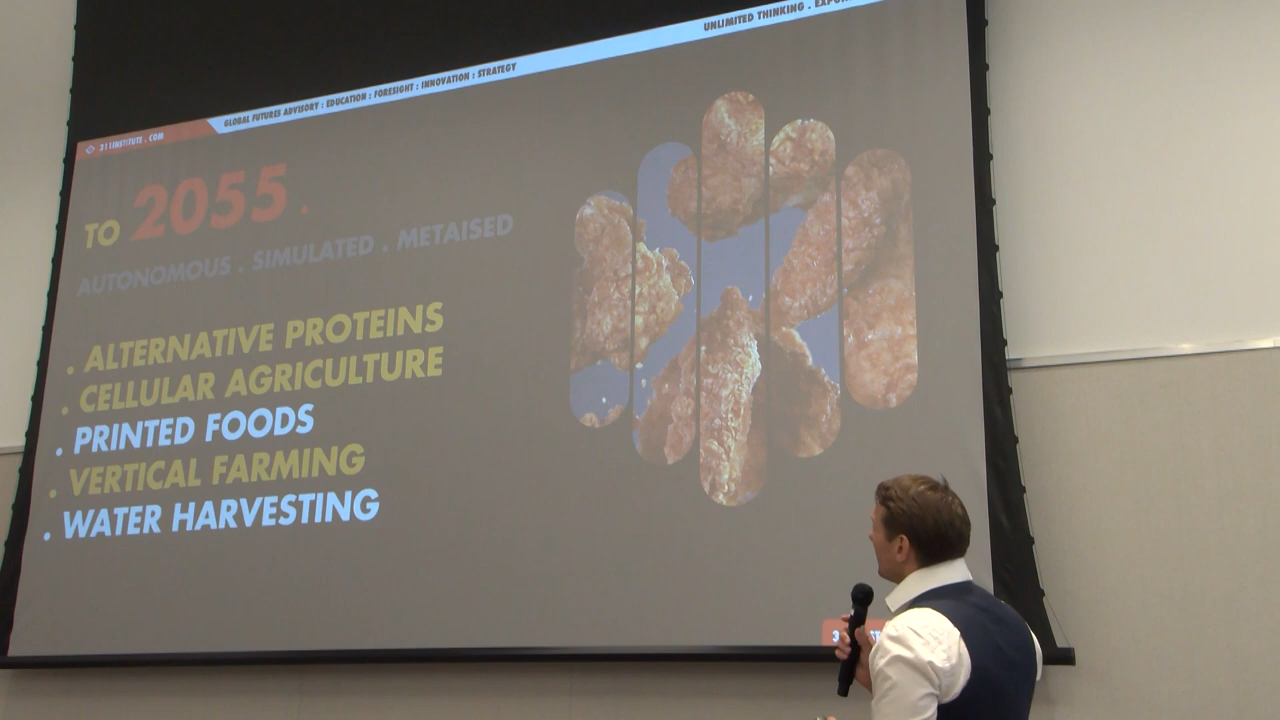 UNLIMITED THINKING .
311INSTITUTE . COM
GLOBAL FUTURES ADVISORY : EDUCATION : FORESIGHT : INNOVATION : STRATEGY
TO 2055 .
AUTONOMOUS . SIMULATED . METAISED
. ALTERNATIVE PROTEINS
. CELLULAR AGRICULTURE
. PRINTED FOODS
. VERTICAL FARMING
. WATER HARVESTING